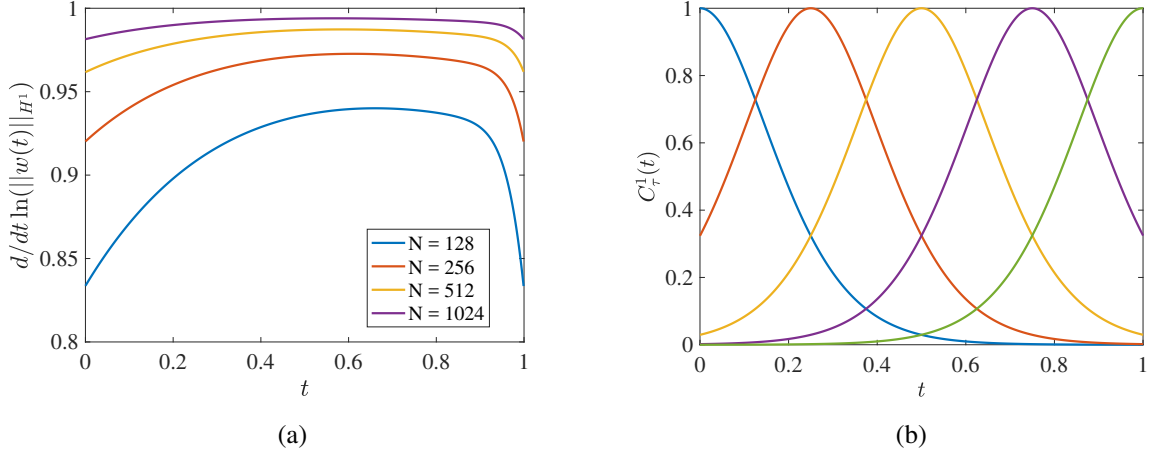 d/dt ln(||w(t)||_{H^1})
1
0.95
0.9
0.85
0.8
0 0.2 0.4 0.6 0.8 1
t
N = 128
N = 256
N = 512
N = 1024
(a)
C_τ^1(t)
1
0.8
0.6
0.4
0.2
0
0 0.2 0.4 0.6 0.8 1
t
(b)